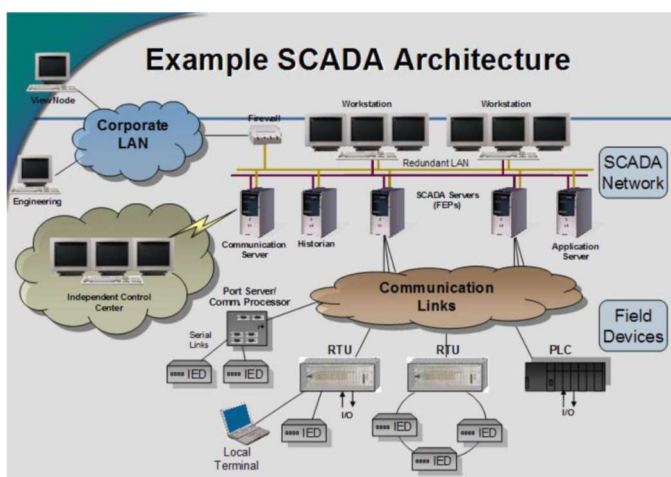 Example SCADA Architecture
View Node
Corporate
LAN
Engineering
Firewall
Workstation
Workstation
Redundant LAN
SCADA
Network
Communication
Server
Historian
SCADA Servers
(FEPs)
Application
Server
Independent Control
Center
Communication
Links
Port Server/
Comm. Processor
Serial
Links
IED
IED
RTU
I/O
RTU
PLC
I/O
Field
Devices
Local
Terminal
IED
IED
IED
IED